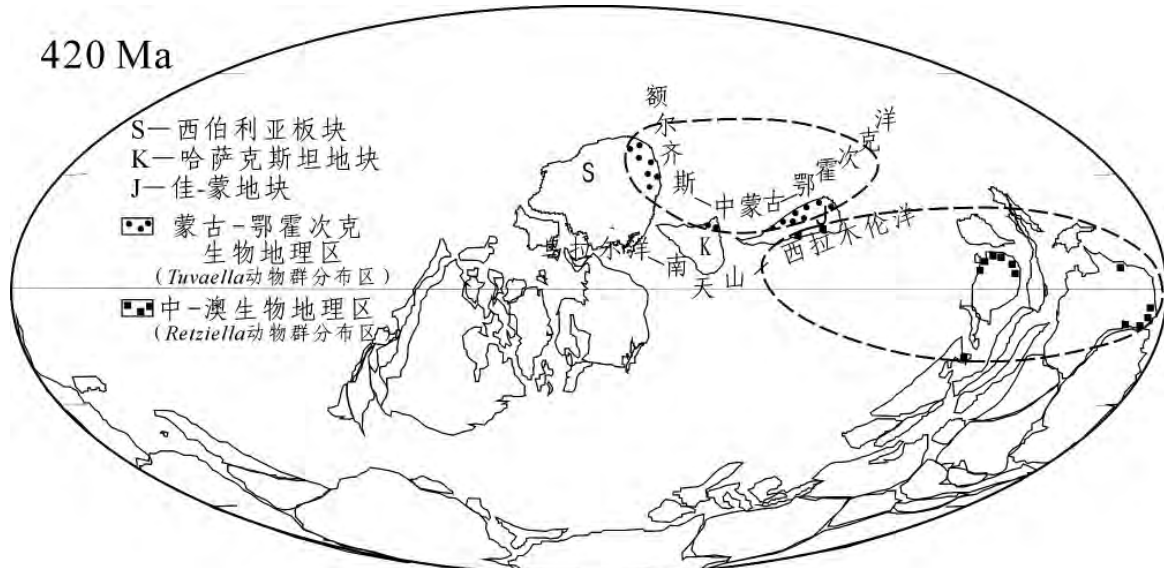 420 Ma
S—西伯利亚板块
K—哈萨克斯坦地块
J—佳-蒙地块
蒙古-鄂霍次克
生物地理区
(Tuvaella动物群分布区)
中-澳生物地理区
(Retziella动物群分布区)
S
K
额尔齐斯—中蒙古—鄂霍次克洋
乌拉尔洋—南天山
西拉木伦洋